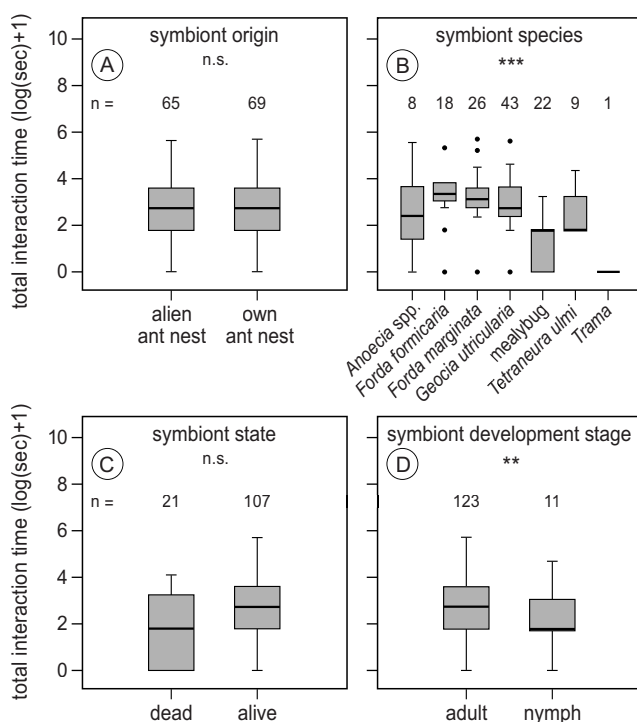 total interaction time (log(sec)+1)
10
8
6
4
2
0
A
symbiont origin
n.s.
n =
65
69
alien
ant nest
own
ant nest
B
symbiont species
***
8
18
26
43
22
9
1
Anoecia spp.
Forda formicaria
Forda marginata
Geocia utricularia
mealybug
Tetraneura ulmi
Trama
total interaction time (log(sec)+1)
10
8
6
4
2
0
C
symbiont state
n.s.
n =
21
107
dead
alive
D
symbiont development stage
**
123
11
adult
nymph